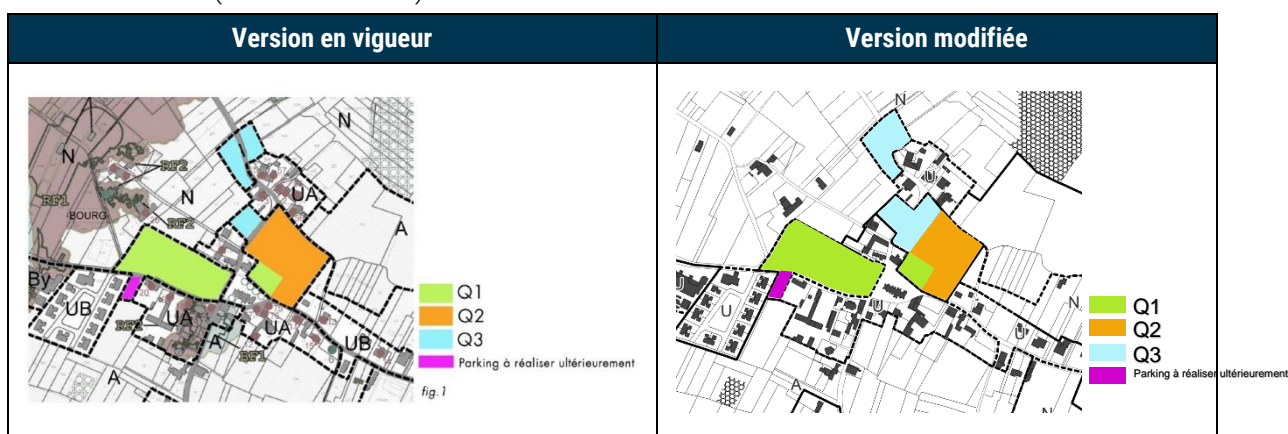 Version en vigueur
Version modifiée
N
RF2
N
RF1
BOURG
RF2
UA
A
By
UB
20
RF2
UA
A
RF1
UA
UB
A
Q1
Q2
Q3
Parking à réaliser ultérieurement
fig.1
N
U
N
U
U
U
U
A
N
Q1
Q2
Q3
Parking à réaliser ultérieurement